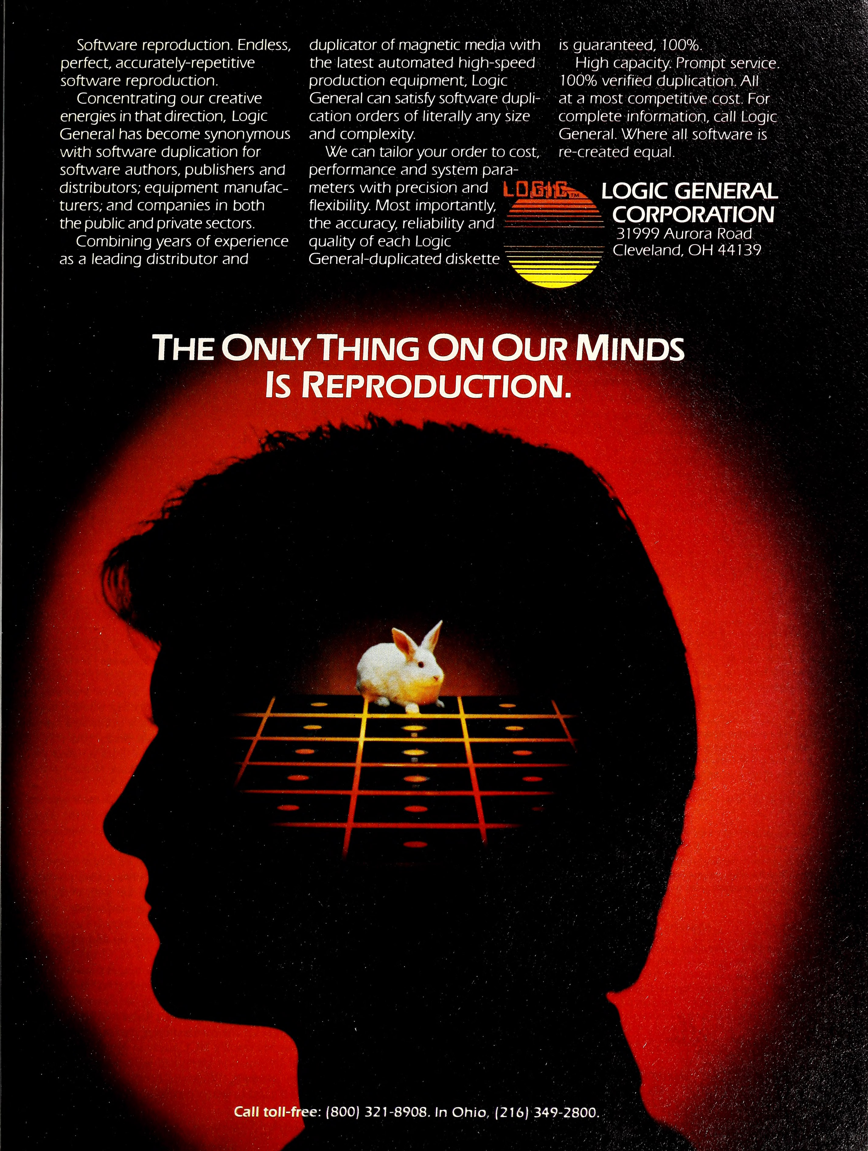 Software reproduction. Endless,
perfect, accurately-repetitive
software reproduction.
Concentrating our creative
energies in that direction, Logic
General has become synonymous
with software duplication for
software authors, publishers and
distributors; equipment manufac-
turers; and companies in both
the public and private sectors.
Combining years of experience
as a leading distributor and
duplicator of magnetic media with
the latest automated high-speed
production equipment, Logic
General can satisfy software dupli-
cation orders of literally any size
and complexity.
We can tailor your order to cost,
performance and system para-
meters with precision and
flexibility. Most importantly,
the accuracy, reliability and
quality of each Logic
General-duplicated diskette
is guaranteed, 100%.
High capacity. Prompt service.
100% verified duplication. All
at a most competitive cost. For
complete information, call Logic
General. Where all software is
re-created equal.
LOGIC™
LOGIC GENERAL
CORPORATION
31999 Aurora Road
Cleveland, OH 44139
THE ONLY THING ON OUR MINDS
IS REPRODUCTION.
Call toll-free: (800) 321-8908. In Ohio, (216) 349-2800.